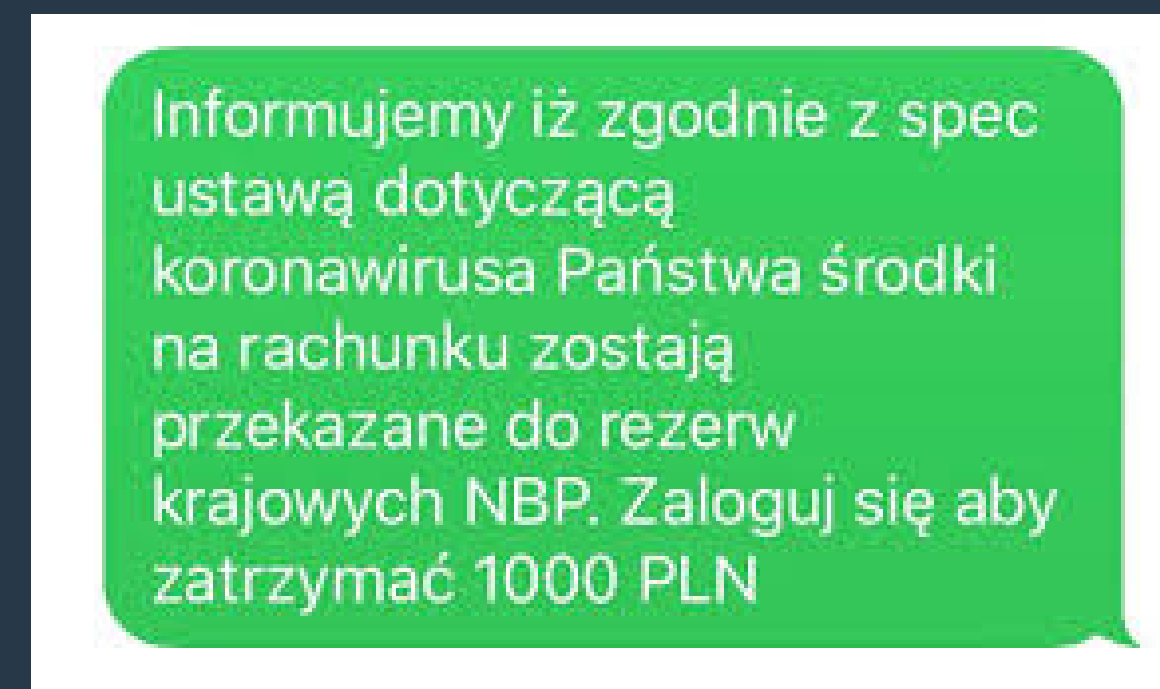 Informujemy iż zgodnie z spec
ustawą dotyczącą
koronawirusa Państwa środki
na rachunku zostają
przekazane do rezerw
krajowych NBP. Zaloguj się aby
zatrzymać 1000 PLN